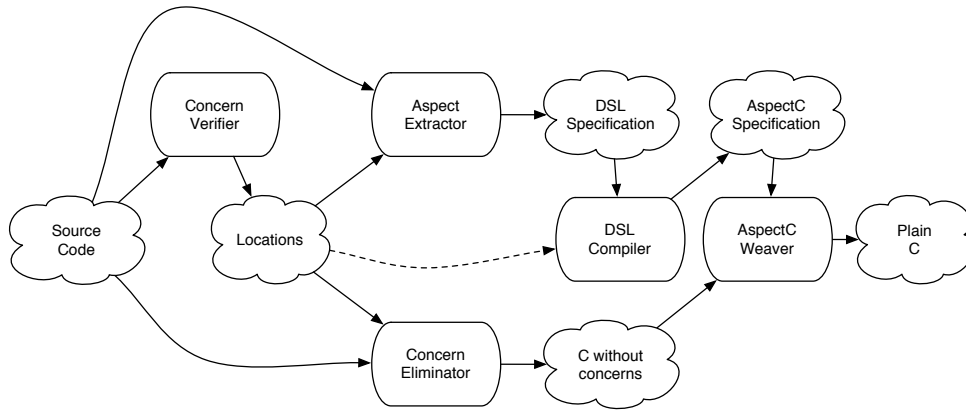 Concern
Verifier
Aspect
Extractor
DSL
Specification
AspectC
Specification
Source
Code
Locations
DSL
Compiler
AspectC
Weaver
Plain
C
Concern
Eliminator
C without
concerns